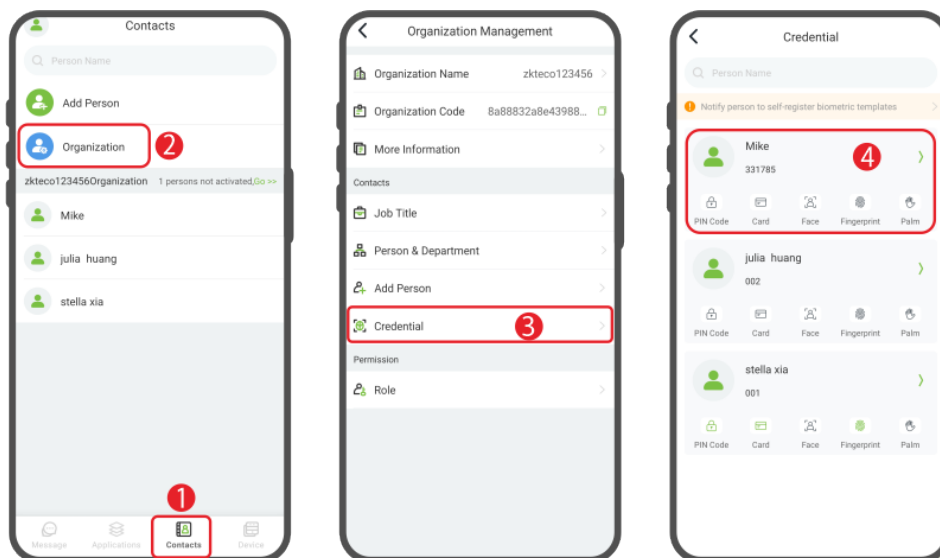 Contacts
Person Name
Add Person
Organization
2
zkteco123456Organization 1 persons not activated,Go >>
Mike
julia huang
stella xia
1
Message Applications Contacts Device
Organization Management
Organization Name zkteco123456
Organization Code 8a88832a8e43988...
More Information
Contacts
Job Title
Person & Department
Add Person
Credential
3
Permission
Role
Credential
Person Name
Notify person to self-register biometric templates
Mike
4
331785
PIN Code Card Face Fingerprint Palm
julia huang
002
PIN Code Card Face Fingerprint Palm
stella xia
001
PIN Code Card Face Fingerprint Palm